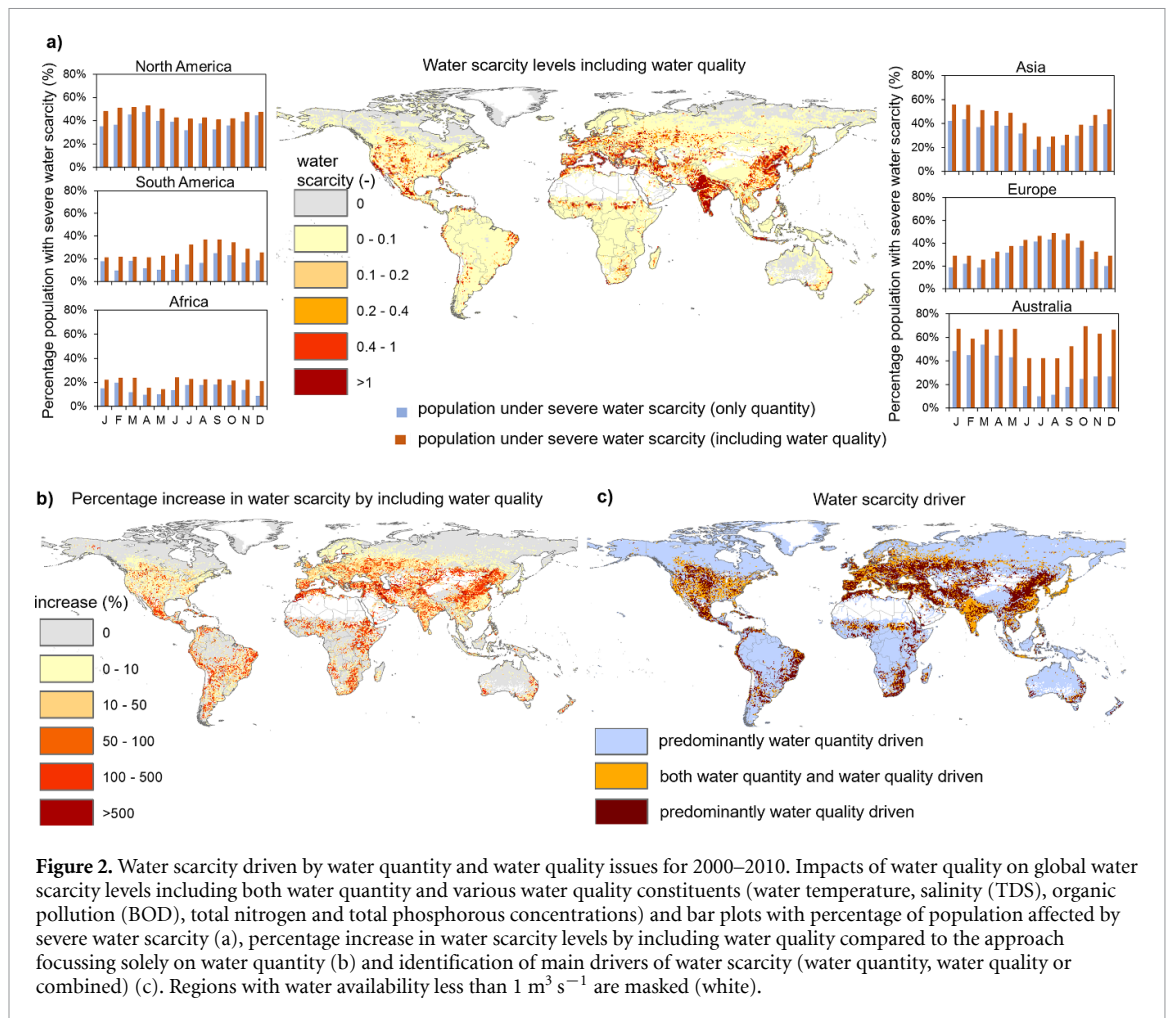 a)
Percentage population with severe water scarcity (%)
North America
80%
60%
40%
20%
0%
South America
80%
60%
40%
20%
0%
Africa
80%
60%
40%
20%
0%
J F M A M J J A S O N D
Water scarcity levels including water quality
water
scarcity (-)
0
0 - 0.1
0.1 - 0.2
0.2 - 0.4
0.4 - 1
>1
population under severe water scarcity (only quantity)
population under severe water scarcity (including water quality)
Percentage population with severe water scarcity (%)
Asia
80%
60%
40%
20%
0%
Europe
80%
60%
40%
20%
0%
Australia
80%
60%
40%
20%
0%
J F M A M J J A S O N D
b) Percentage increase in water scarcity by including water quality
increase (%)
0
0 - 10
10 - 50
50 - 100
100 - 500
>500
c) Water scarcity driver
predominantly water quantity driven
both water quantity and water quality driven
predominantly water quality driven
Figure 2. Water scarcity driven by water quantity and water quality issues for 2000–2010. Impacts of water quality on global water
scarcity levels including both water quantity and various water quality constituents (water temperature, salinity (TDS), organic
pollution (BOD), total nitrogen and total phosphorous concentrations) and bar plots with percentage of population affected by
severe water scarcity (a), percentage increase in water scarcity levels by including water quality compared to the approach
focussing solely on water quantity (b) and identification of main drivers of water scarcity (water quantity, water quality or
combined) (c). Regions with water availability less than 1 m³ s⁻¹ are masked (white).